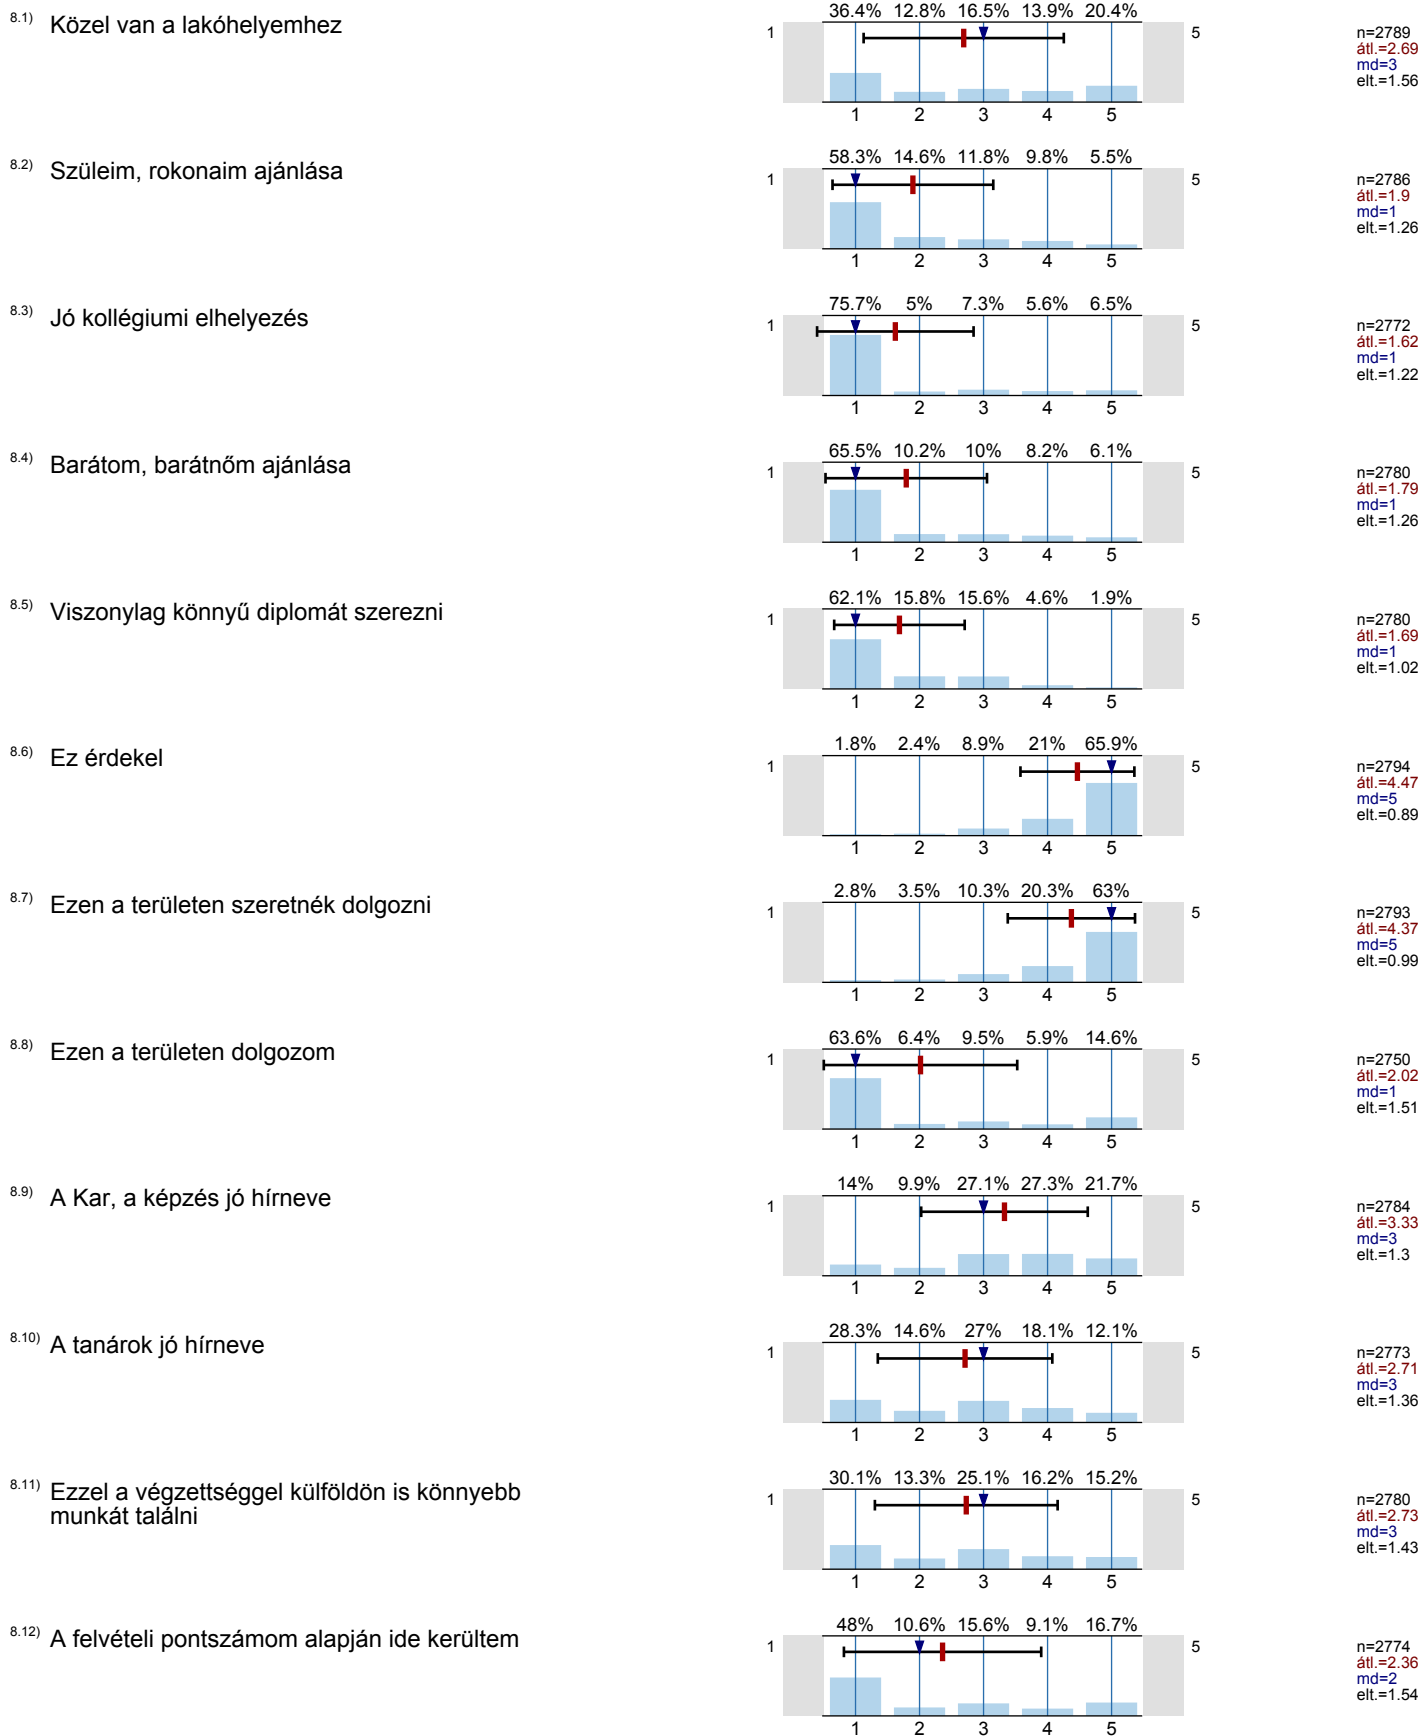 8.1) Közel van a lakóhelyemhez
36.4% 12.8% 16.5% 13.9% 20.4%
1 5
1 2 3 4 5
n=2789
átl.=2.69
md=3
elt.=1.56
8.2) Szüleim, rokonaim ajánlása
58.3% 14.6% 11.8% 9.8% 5.5%
1 5
1 2 3 4 5
n=2786
átl.=1.9
md=1
elt.=1.26
8.3) Jó kollégiumi elhelyezés
75.7% 5% 7.3% 5.6% 6.5%
1 5
1 2 3 4 5
n=2772
átl.=1.62
md=1
elt.=1.22
8.4) Barátom, barátnőm ajánlása
65.5% 10.2% 10% 8.2% 6.1%
1 5
1 2 3 4 5
n=2780
átl.=1.79
md=1
elt.=1.26
8.5) Viszonylag könnyű diplomát szerezni
62.1% 15.8% 15.6% 4.6% 1.9%
1 5
1 2 3 4 5
n=2780
átl.=1.69
md=1
elt.=1.02
8.6) Ez érdekel
1.8% 2.4% 8.9% 21% 65.9%
1 5
1 2 3 4 5
n=2794
átl.=4.47
md=5
elt.=0.89
8.7) Ezen a területen szeretnék dolgozni
2.8% 3.5% 10.3% 20.3% 63%
1 5
1 2 3 4 5
n=2793
átl.=4.37
md=5
elt.=0.99
8.8) Ezen a területen dolgozom
63.6% 6.4% 9.5% 5.9% 14.6%
1 5
1 2 3 4 5
n=2750
átl.=2.02
md=1
elt.=1.51
8.9) A Kar, a képzés jó hírneve
14% 9.9% 27.1% 27.3% 21.7%
1 5
1 2 3 4 5
n=2784
átl.=3.33
md=3
elt.=1.3
8.10) A tanárok jó hírneve
28.3% 14.6% 27% 18.1% 12.1%
1 5
1 2 3 4 5
n=2773
átl.=2.71
md=3
elt.=1.36
8.11) Ezzel a végzettséggel külföldön is könnyebb
munkát találni
30.1% 13.3% 25.1% 16.2% 15.2%
1 5
1 2 3 4 5
n=2780
átl.=2.73
md=3
elt.=1.43
8.12) A felvételi pontszámom alapján ide kerültem
48% 10.6% 15.6% 9.1% 16.7%
1 5
1 2 3 4 5
n=2774
átl.=2.36
md=2
elt.=1.54